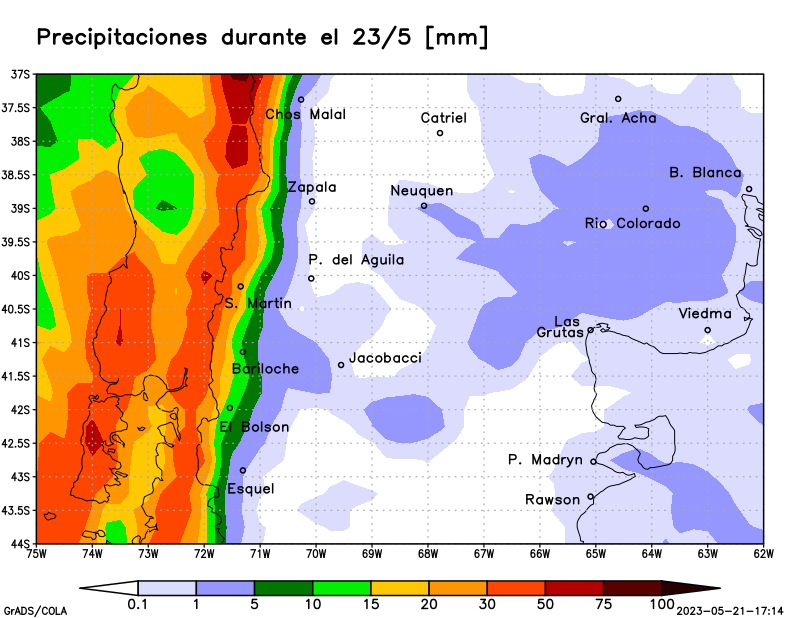 Precipitaciones durante el 23/5 [mm]
37S
37.5S
38S
38.5S
39S
39.5S
40S
40.5S
41S
41.5S
42S
42.5S
43S
43.5S
44S
Chos Malal
Catriel
Gral. Acha
B. Blanca
Zapala
Neuquen
Rio Colorado
P. del Aguila
S. Martin
Las
Grutas
Viedma
Bariloche
Jacobacci
El Bolson
P. Madryn
Esquel
Rawson
75W 74W 73W 72W 71W 70W 69W 68W 67W 66W 65W 64W 63W 62W
0.1 1 5 10 15 20 30 50 75 100
GrADS/COLA
2023-05-21-17:14